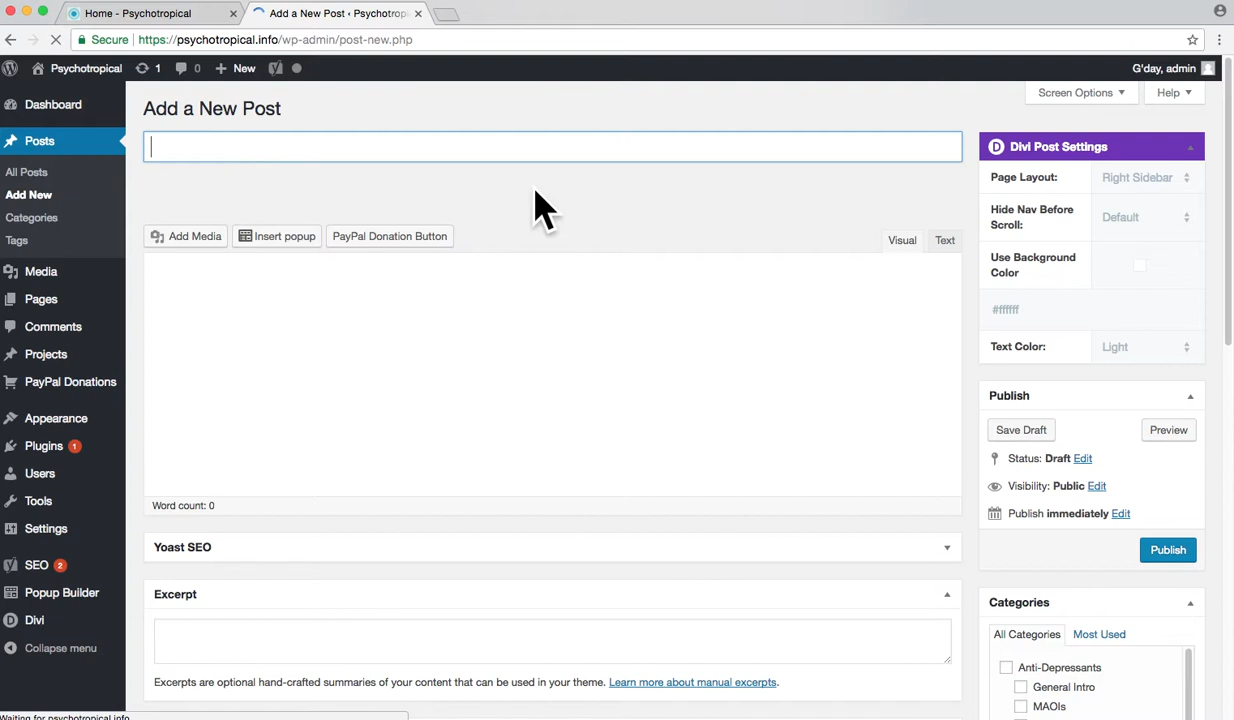 Home - Psychotropical
Add a New Post ‹ Psychotrop
Secure
https://psychotropical.info/wp-admin/post-new.php
Psychotropical
1
0
New
G'day, admin
Dashboard
Posts
All Posts
Add New
Categories
Tags
Media
Pages
Comments
Projects
PayPal Donations
Appearance
Plugins 1
Users
Tools
Settings
SEO 2
Popup Builder
Divi
Collapse menu
Screen Options
Help
Add a New Post
Add Media
Insert popup
PayPal Donation Button
Visual
Text
Word count: 0
Yoast SEO
Excerpt
Excerpts are optional hand-crafted summaries of your content that can be used in your theme. Learn more about manual excerpts.
Divi Post Settings
Page Layout: Right Sidebar
Hide Nav Before Default
Scroll:
Use Background
Color
#ffffff
Text Color: Light
Publish
Save Draft
Preview
Status: Draft Edit
Visibility: Public Edit
Publish immediately Edit
Publish
Categories
All Categories
Most Used
Anti-Depressants
General Intro
MAOIs
Waiting for psychotropical.info